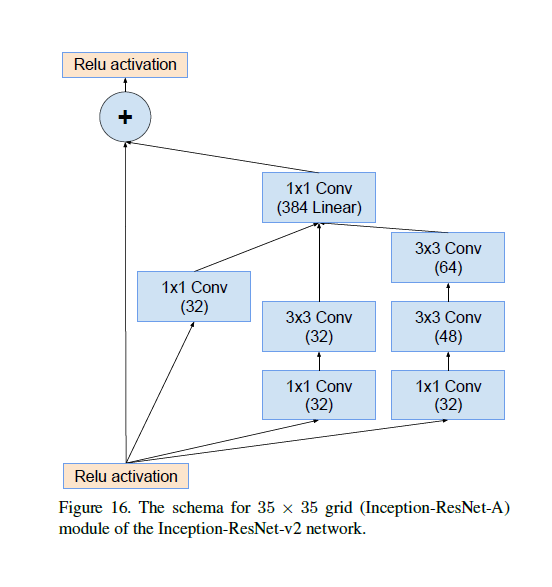 Relu activation
+
1x1 Conv
(384 Linear)
3x3 Conv
(64)
1x1 Conv
(32)
3x3 Conv
(32)
3x3 Conv
(48)
1x1 Conv
(32)
1x1 Conv
(32)
Relu activation
Figure 16. The schema for 35 × 35 grid (Inception-ResNet-A)
module of the Inception-ResNet-v2 network.